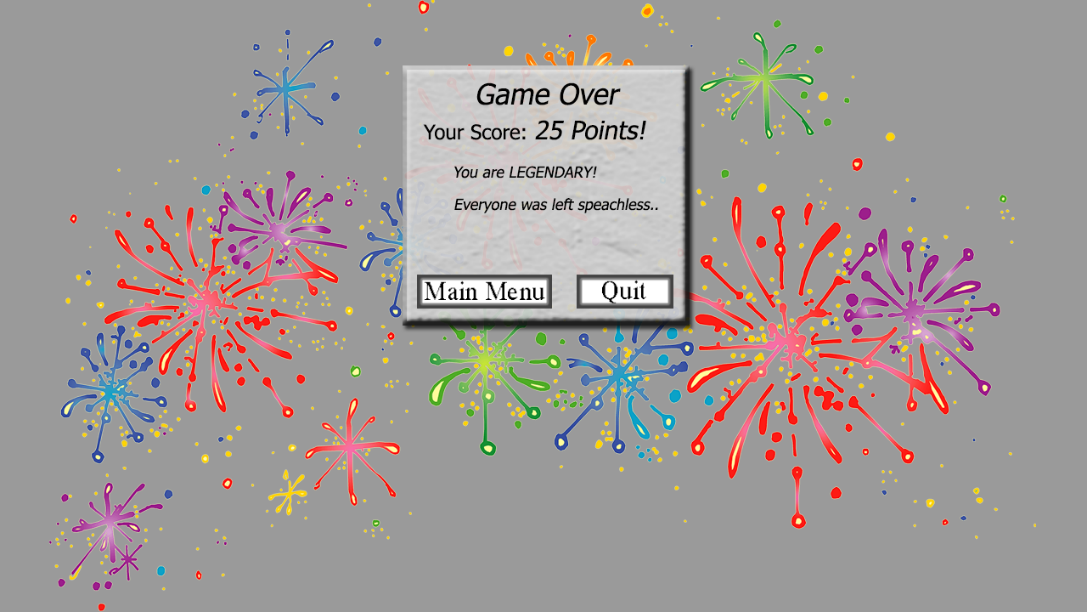 Game Over
Your Score: 25 Points!
You are LEGENDARY!
Everyone was left speachless..
Main Menu Quit